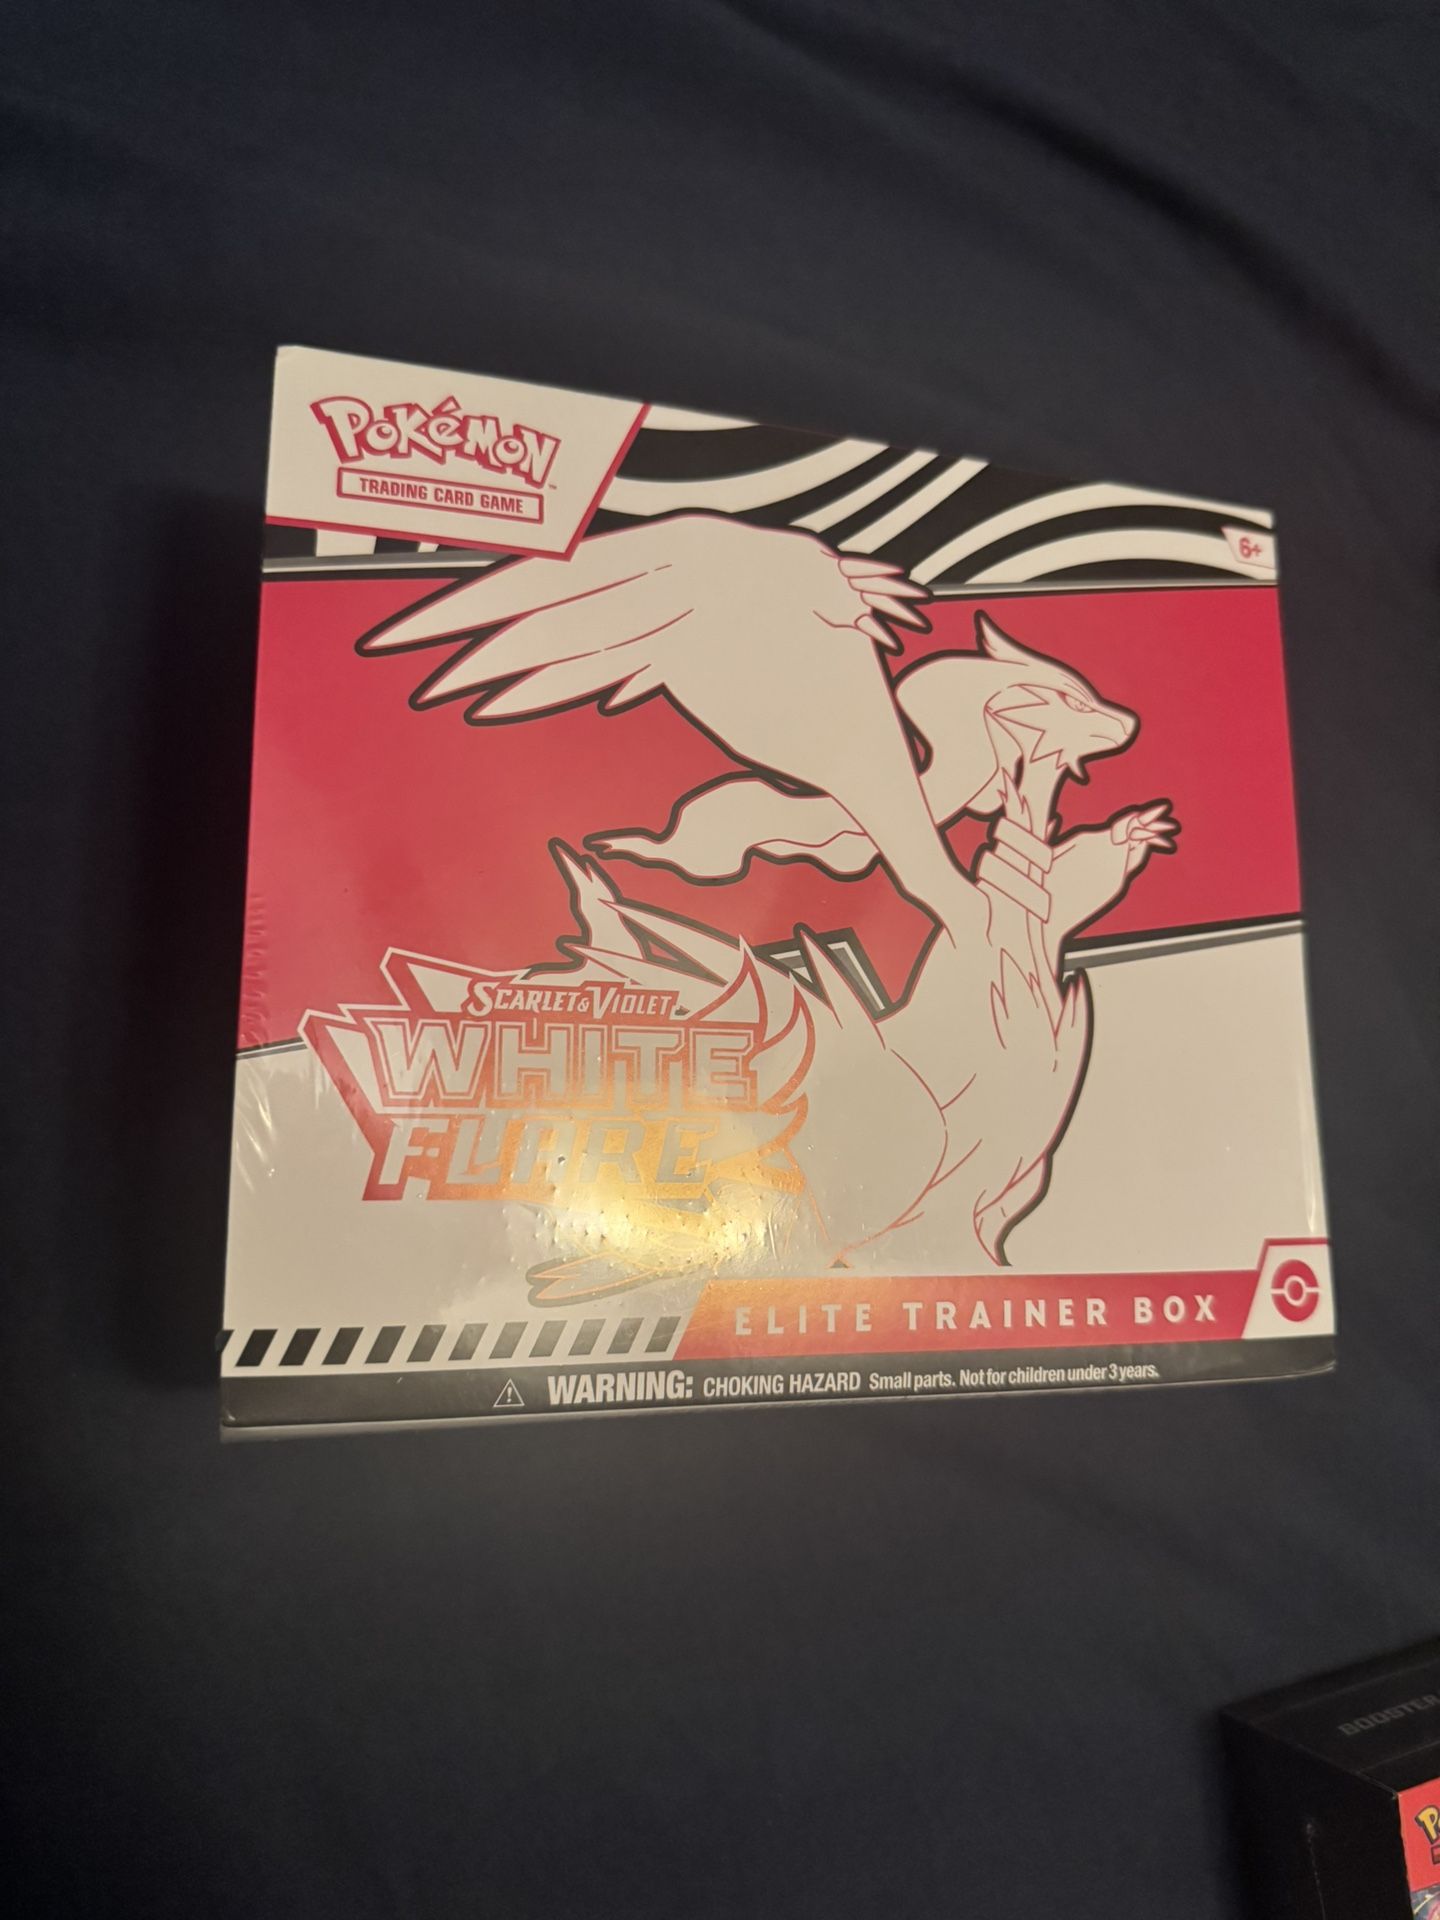 POKéMON
TRADING CARD GAME
6+
SCARLET & VIOLET
WHITE
FLARE
ELITE TRAINER BOX
WARNING: CHOKING HAZARD Small parts. Not for children under 3 years.
BOOSTER